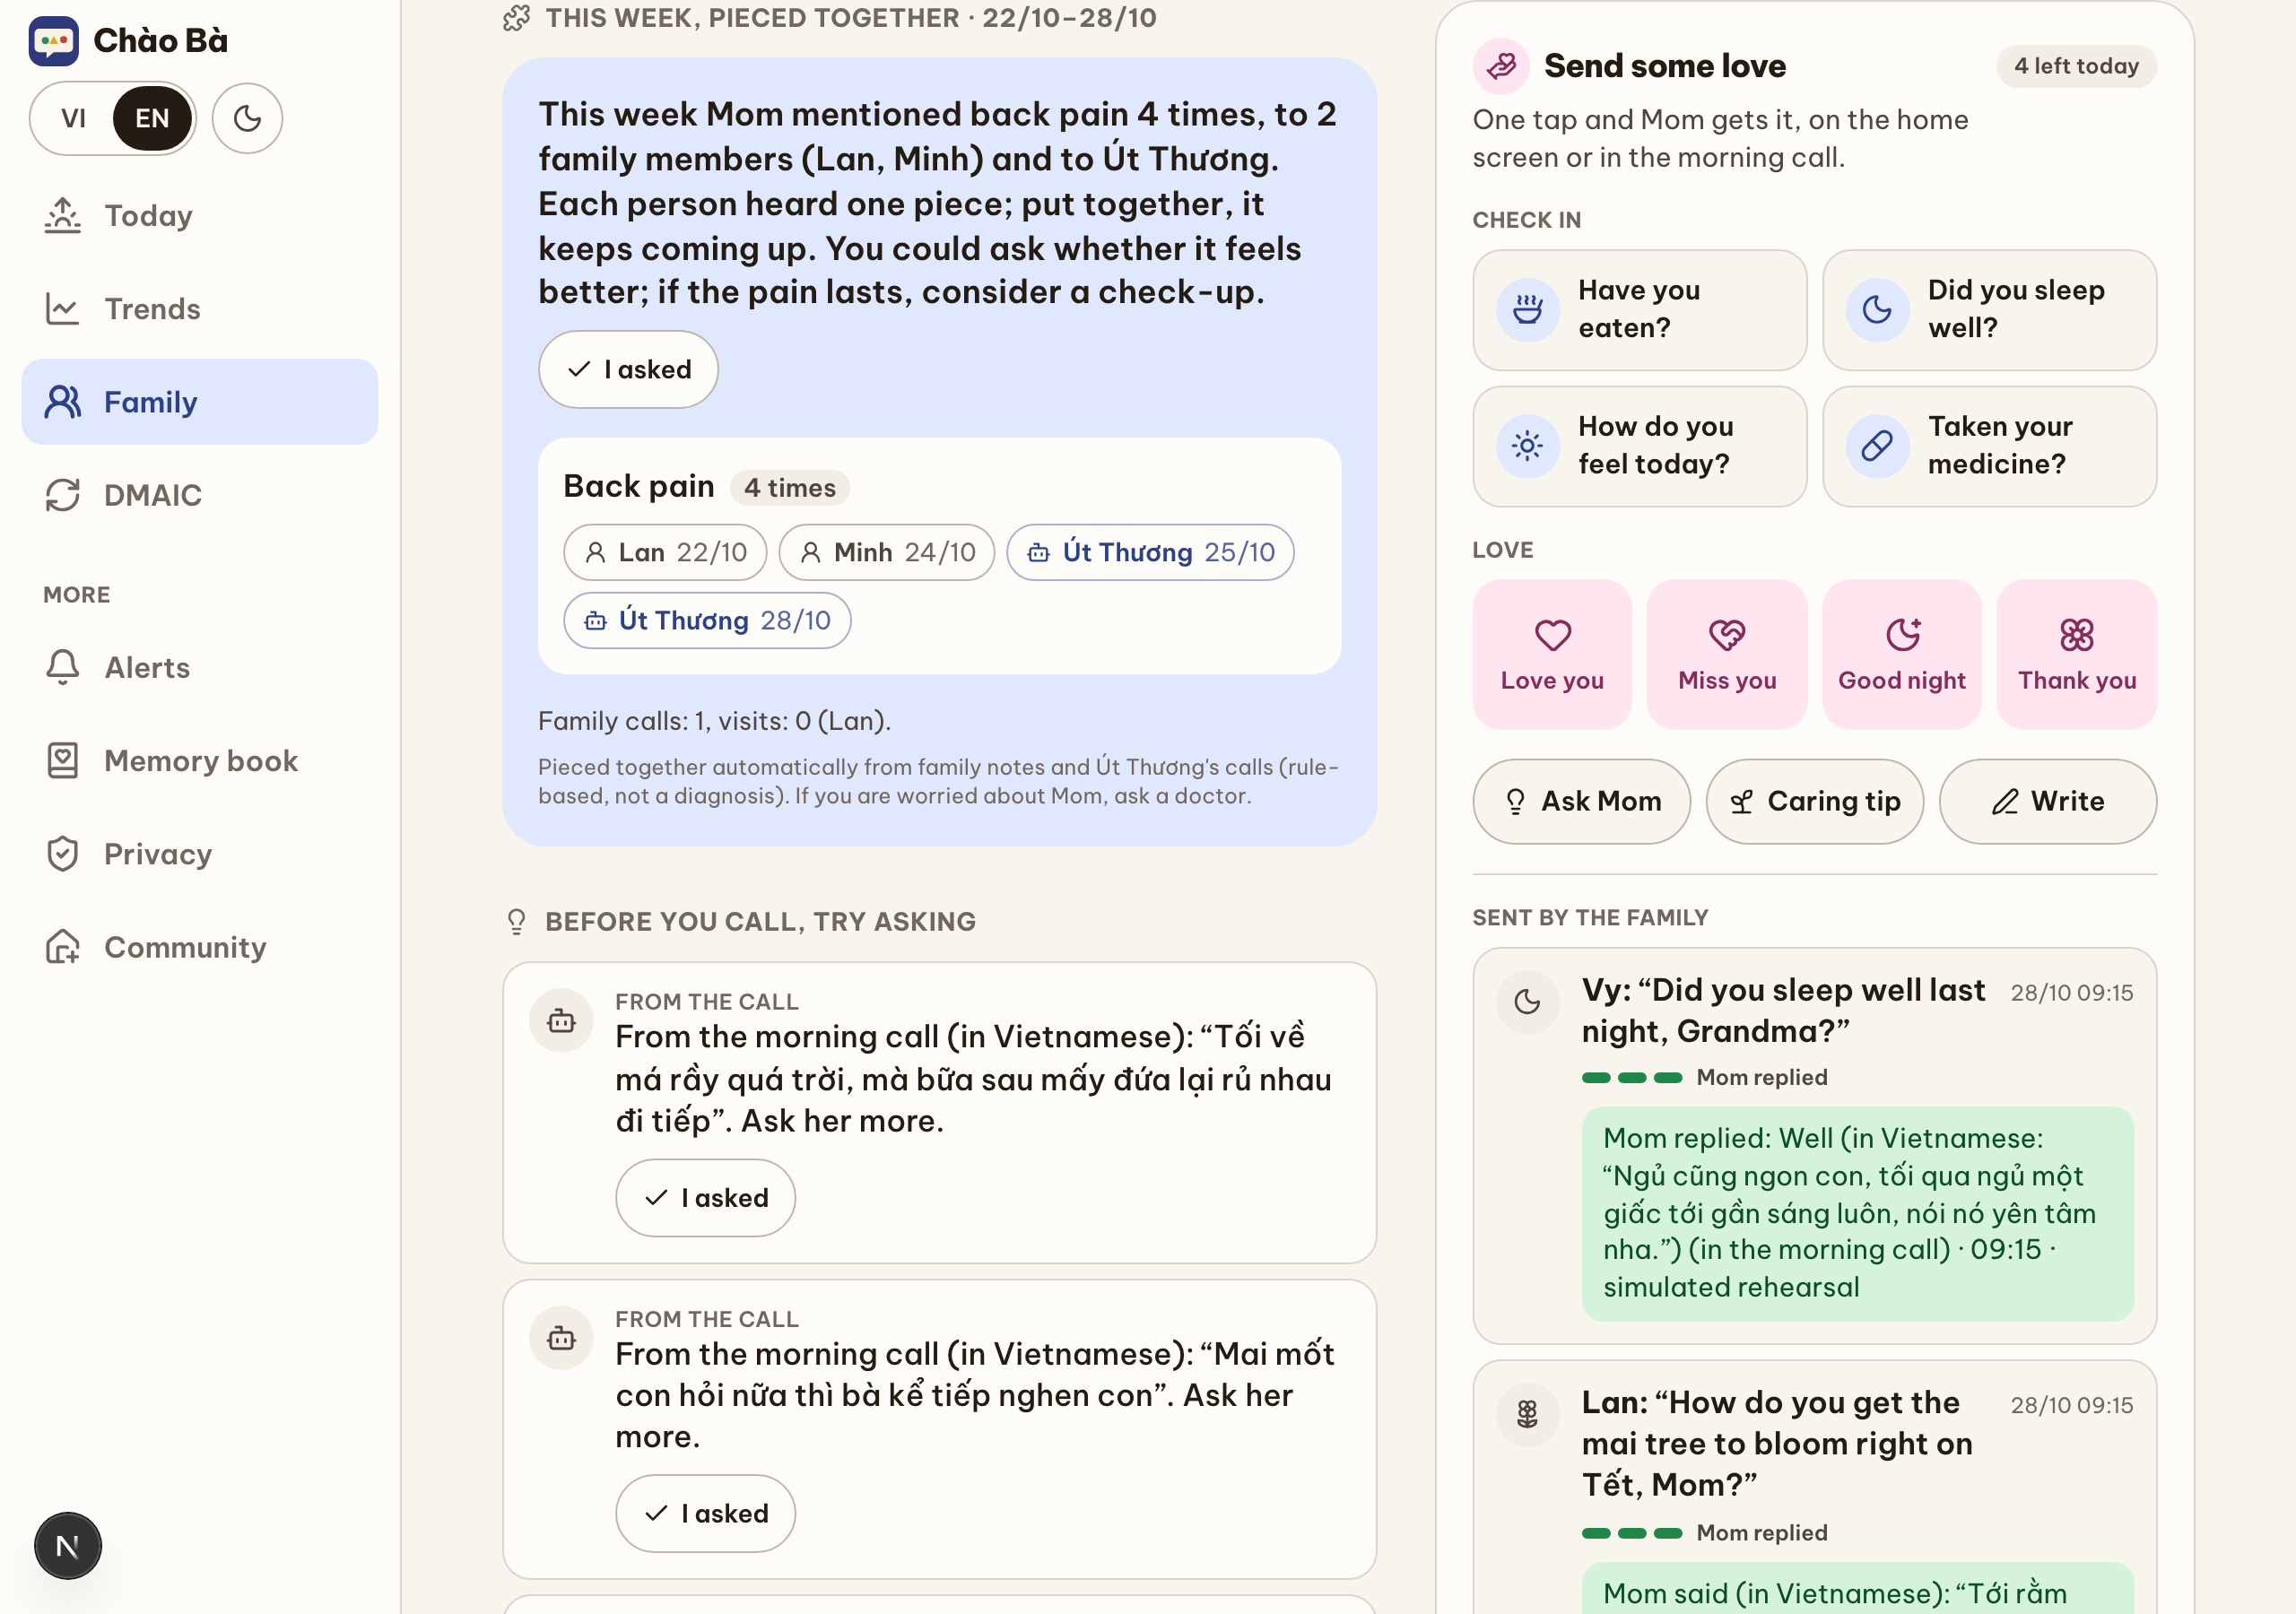 Chào Bà
VI
EN
Today
Trends
Family
DMAIC
MORE
Alerts
Memory book
Privacy
Community
N
THIS WEEK, PIECED TOGETHER · 22/10–28/10
This week Mom mentioned back pain 4 times, to 2
family members (Lan, Minh) and to Út Thương.
Each person heard one piece; put together, it
keeps coming up. You could ask whether it feels
better; if the pain lasts, consider a check-up.
I asked
Back pain
4 times
Lan 22/10
Minh 24/10
Út Thương 25/10
Út Thương 28/10
Family calls: 1, visits: 0 (Lan).
Pieced together automatically from family notes and Út Thương's calls (rule-
based, not a diagnosis). If you are worried about Mom, ask a doctor.
BEFORE YOU CALL, TRY ASKING
FROM THE CALL
From the morning call (in Vietnamese): “Tối về
má rầy quá trời, mà bữa sau mấy đứa lại rủ nhau
đi tiếp”. Ask her more.
I asked
FROM THE CALL
From the morning call (in Vietnamese): “Mai mốt
con hỏi nữa thì bà kể tiếp nghen con”. Ask her
more.
I asked
Send some love
4 left today
One tap and Mom gets it, on the home
screen or in the morning call.
CHECK IN
Have you
eaten?
Did you sleep
well?
How do you
feel today?
Taken your
medicine?
LOVE
Love you
Miss you
Good night
Thank you
Ask Mom
Caring tip
Write
SENT BY THE FAMILY
Vy: “Did you sleep well last
night, Grandma?”
28/10 09:15
Mom replied
Mom replied: Well (in Vietnamese:
“Ngủ cũng ngon con, tối qua ngủ một
giấc tới gần sáng luôn, nói nó yên tâm
nha.”) (in the morning call) · 09:15 ·
simulated rehearsal
Lan: “How do you get the
mai tree to bloom right on
Tết, Mom?”
28/10 09:15
Mom replied
Mom said (in Vietnamese): “Tới rằm